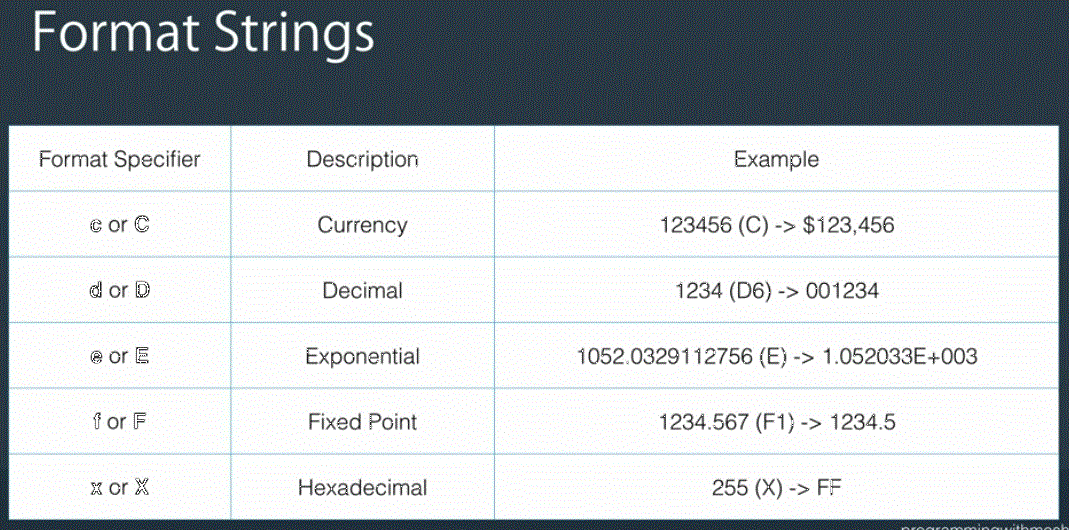 Format Strings
Format Specifier Description Example
c or C Currency 123456 (C) -> $123,456
d or D Decimal 1234 (D6) -> 001234
e or E Exponential 1052.0329112756 (E) -> 1.052033E+003
f or F Fixed Point 1234.567 (F1) -> 1234.5
x or X Hexadecimal 255 (X) -> FF